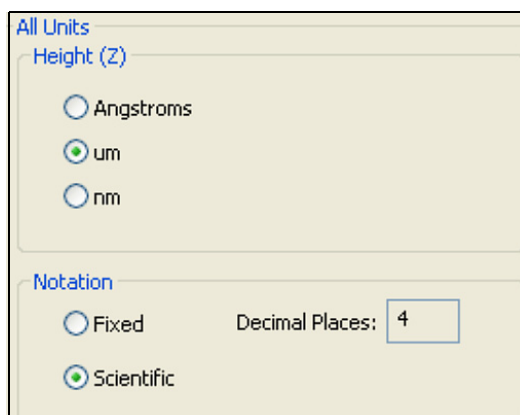 All Units
Height (Z)
Angstroms
um
nm
Notation
Fixed Decimal Places: 4
Scientific